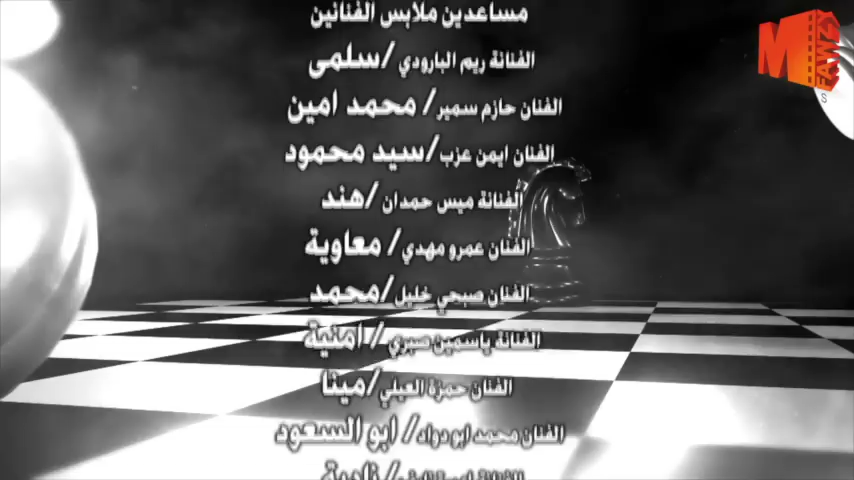 مساعدين ملابس الفنانين
الفنانة ريم البارودي /سلمى
الفنان حازم سمير/ محمد امين
الفنان ايمن عزب/سيد محمود
الفنانة ميس حمدان /هند
الفنان عمرو مهدي/ معاوية
الفنان صبحي خليل/محمد
الفنانة ياسمين صبري/ امنية
الفنان حمزة العيلي/مينا
الفنان محمد ابو دواد/ ابو السعود
M FAWZY
S